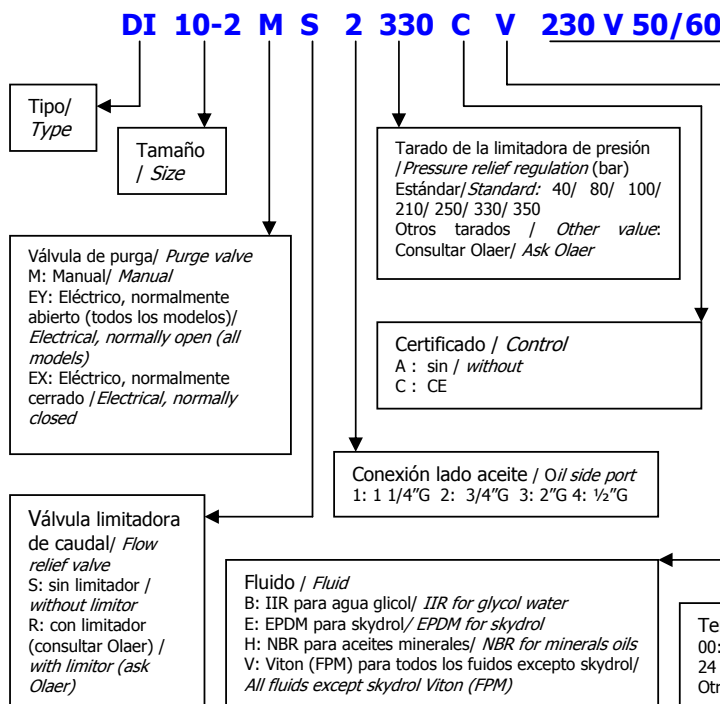 DI 10-2 M S 2 330 C V 230 V 50/60
Tipo/
Type
Tamaño
/ Size
Tarado de la limitadora de presión
/Pressure relief regulation (bar)
Estándar/Standard: 40/ 80/ 100/
210/ 250/ 330/ 350
Otros tarados / Other value:
Consultar Olaer/ Ask Olaer
Válvula de purga/ Purge valve
M: Manual/ Manual
EY: Eléctrico, normalmente
abierto (todos los modelos)/
Electrical, normally open (all
models)
EX: Eléctrico, normalmente
cerrado /Electrical, normally
closed
Certificado / Control
A : sin / without
C : CE
Conexión lado aceite / Oil side port
1: 1 1/4”G 2: 3/4”G 3: 2”G 4: ½”G
Válvula limitadora
de caudal/ Flow
relief valve
S: sin limitador /
without limitor
R: con limitador
(consultar Olaer) /
with limitor (ask
Olaer)
Fluido / Fluid
B: IIR para agua glicol/ IIR for glycol water
E: EPDM para skydrol/ EPDM for skydrol
H: NBR para aceites minerales/ NBR for minerals oils
V: Viton (FPM) para todos los fuidos excepto skydrol/
All fluids except skydrol Viton (FPM)
Te
00:
24
Otr